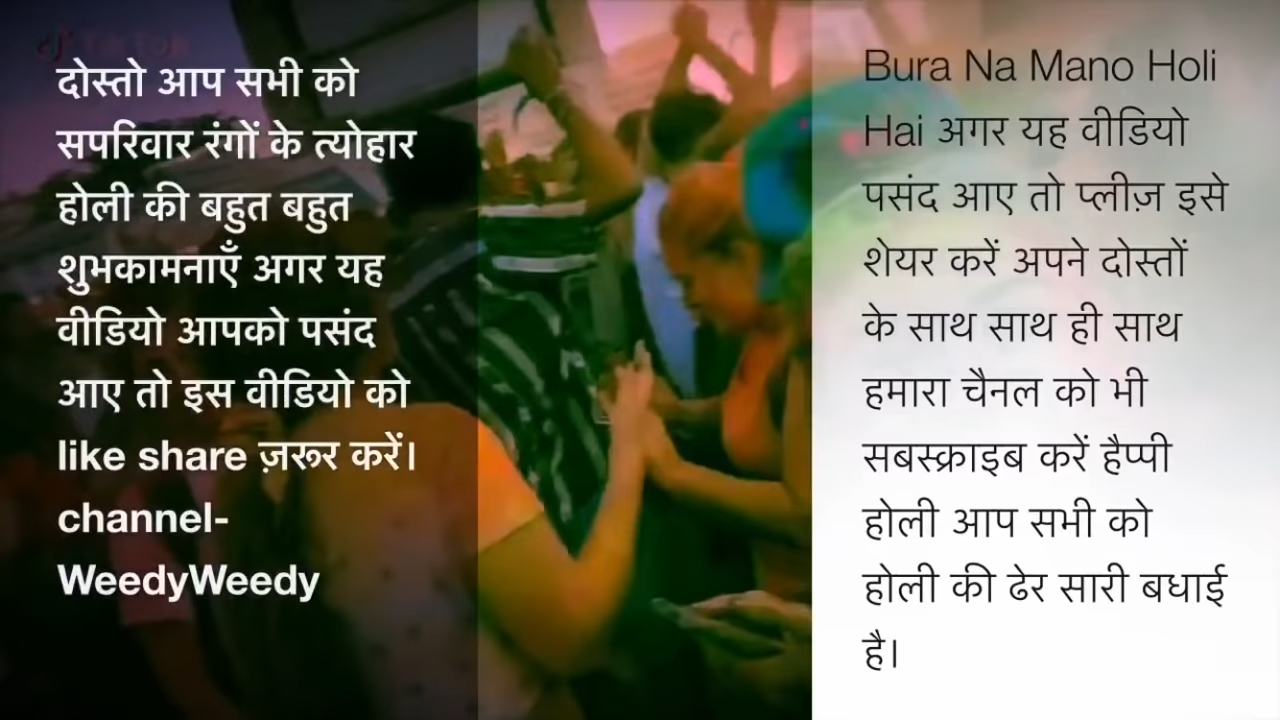 दोस्तो आप सभी को
सपरिवार रंगों के त्योहार
होली की बहुत बहुत
शुभकामनाएँ अगर यह
वीडियो आपको पसंद
आए तो इस वीडियो को
like share ज़रूर करें।
channel-
WeedyWeedy
Bura Na Mano Holi
Hai अगर यह वीडियो
पसंद आए तो प्लीज़ इसे
शेयर करें अपने दोस्तों
के साथ साथ ही साथ
हमारा चैनल को भी
सबस्क्राइब करें हैप्पी
होली आप सभी को
होली की ढेर सारी बधाई
है।